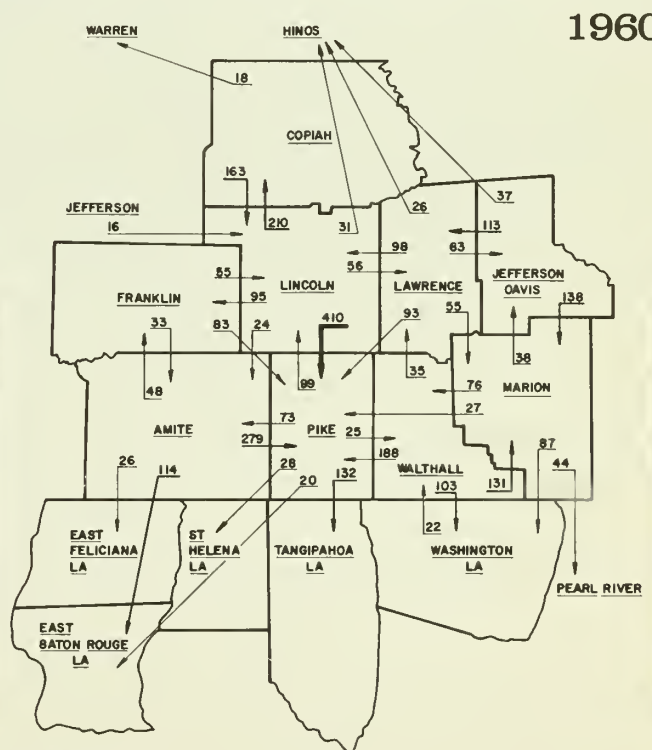 1960
WARREN
HINOS
18
COPIAH
163
210
JEFFERSON
16
31
26
37
113
98
83
55
56
LINCOLN
LAWRENCE
JEFFERSON
OAVIS
FRANKLIN
95
410
55
138
33
83
24
93
48
99
35
38
76
MARION
27
AMITE
73
PIKE
279
25
188
WALTHALL
87
44
26
114
28
20
132
103
131
22
EAST
FELICIANA
LA
ST
HELENA
LA
TANGIPAHOA
LA
WASHINGTON
LA
PEARL RIVER
EAST
BATON ROUGE
LA